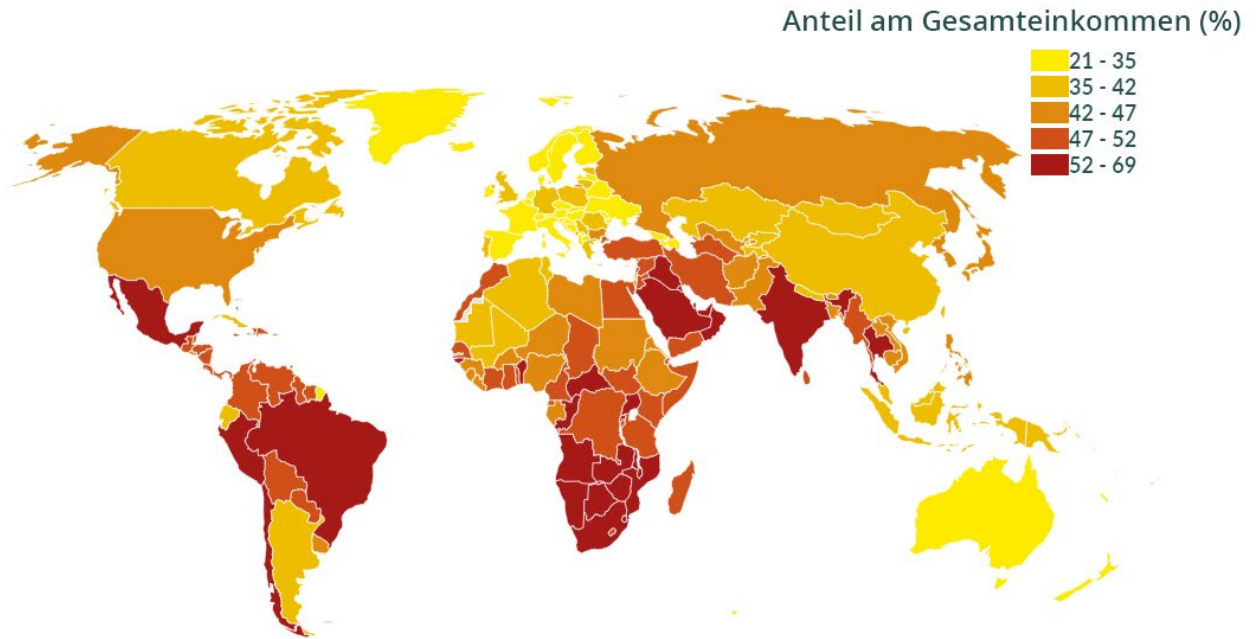 Anteil am Gesamteinkommen (%)
21 - 35
35 - 42
42 - 47
47 - 52
52 - 69